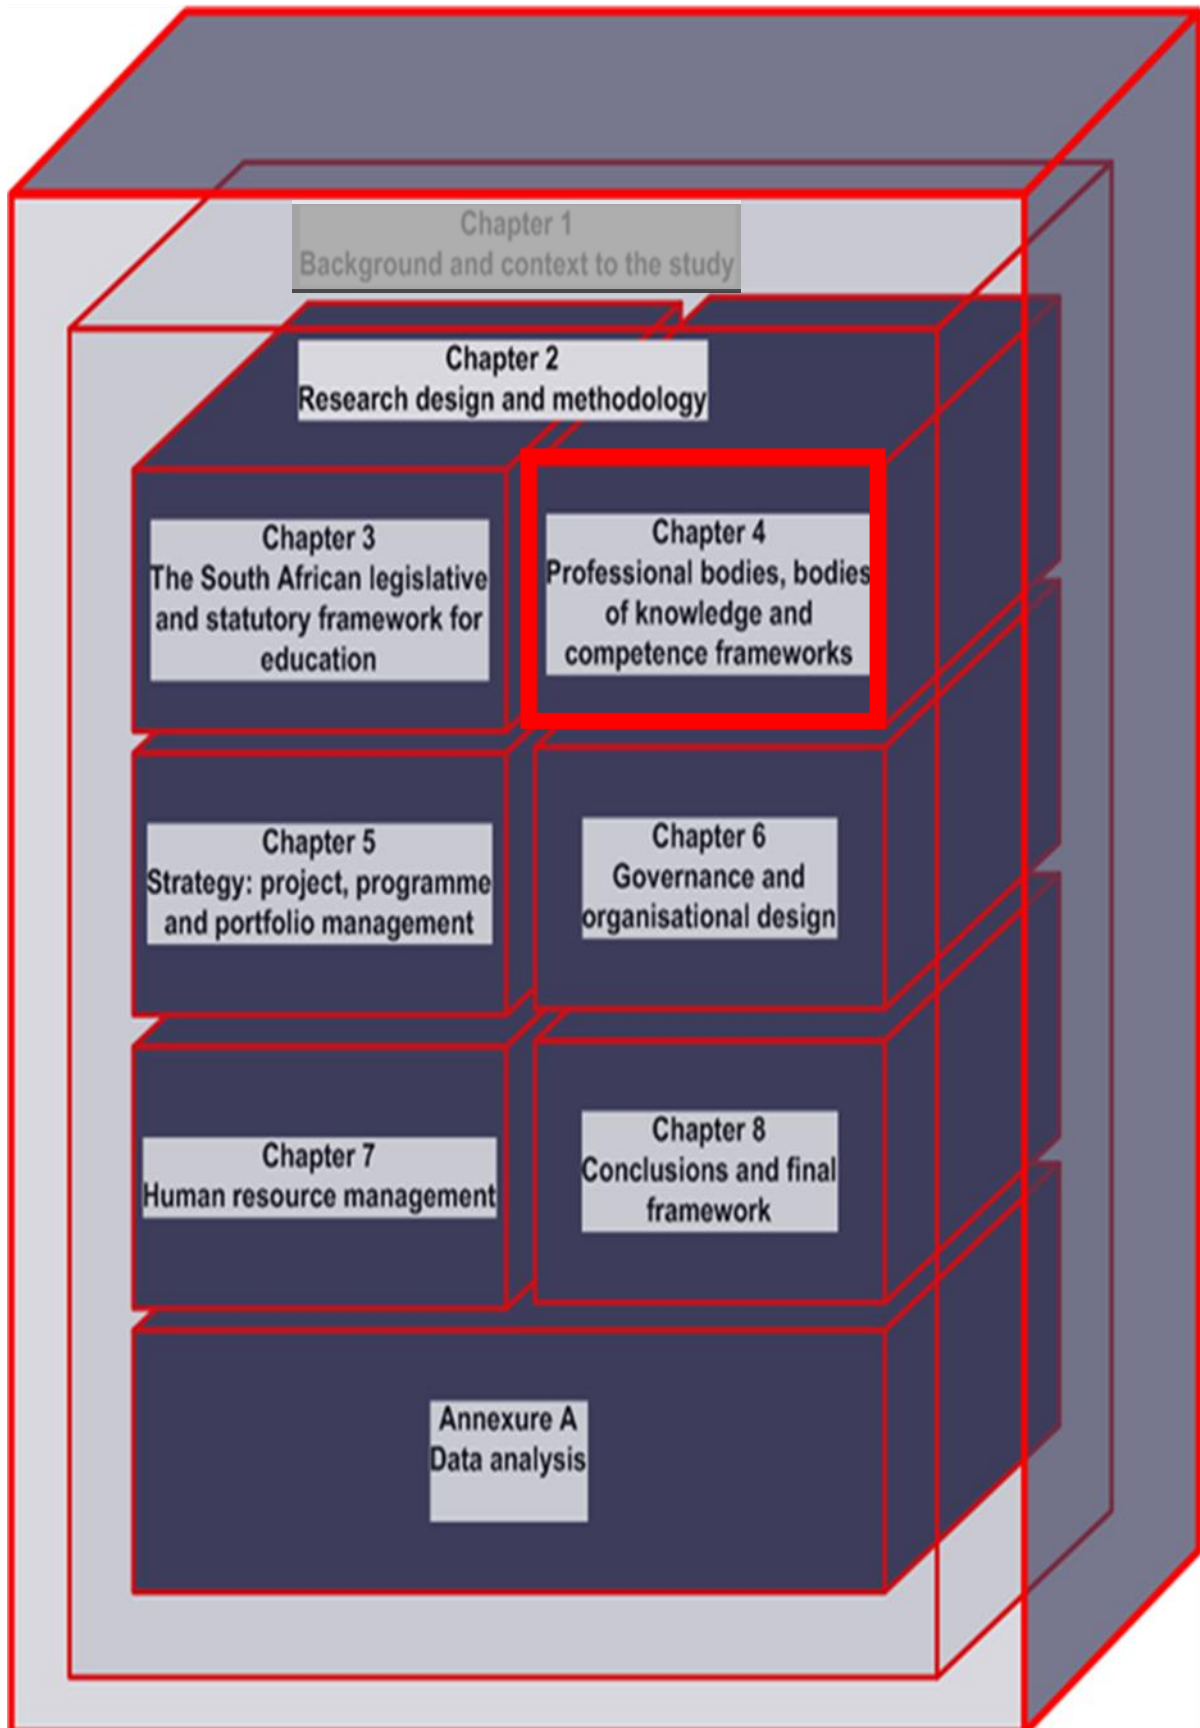 Chapter 1
Background and context to the study
Chapter 2
Research design and methodology
Chapter 3
The South African legislative
and statutory framework for
education
Chapter 4
Professional bodies, bodies
of knowledge and
competence frameworks
Chapter 5
Strategy: project, programme
and portfolio management
Chapter 6
Governance and
organisational design
Chapter 7
Human resource management
Chapter 8
Conclusions and final
framework
Annexure A
Data analysis